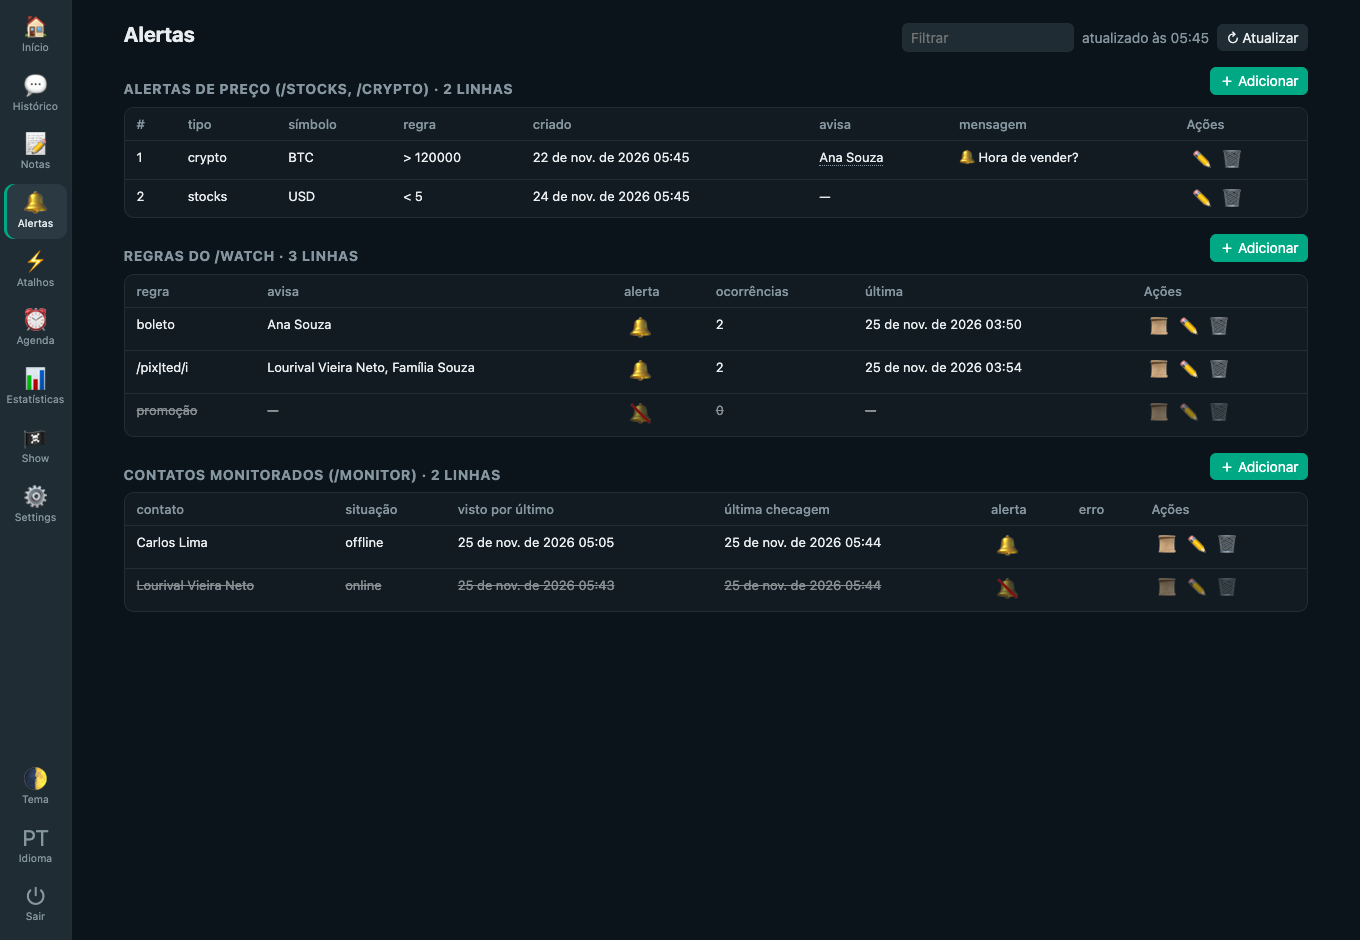 Início
Histórico
Notas
Alertas
Atalhos
Agenda
Estatísticas
Show
Settings
Tema
PT
Idioma
Sair
Alertas
Filtrar
atualizado às 05:45
Atualizar
ALERTAS DE PREÇO (/STOCKS, /CRYPTO) · 2 LINHAS
+ Adicionar
# tipo símbolo regra criado avisa mensagem Ações
1 crypto BTC > 120000 22 de nov. de 2026 05:45 Ana Souza 🔔 Hora de vender?
2 stocks USD < 5 24 de nov. de 2026 05:45 —
REGRAS DO /WATCH · 3 LINHAS
+ Adicionar
regra avisa alerta ocorrências última Ações
boleto Ana Souza 2 25 de nov. de 2026 03:50
/pix|ted/i Lourival Vieira Neto, Família Souza 2 25 de nov. de 2026 03:54
promoção — 0 —
CONTATOS MONITORADOS (/MONITOR) · 2 LINHAS
+ Adicionar
contato situação visto por último última checagem alerta erro Ações
Carlos Lima offline 25 de nov. de 2026 05:05 25 de nov. de 2026 05:44
Lourival Vieira Neto online 25 de nov. de 2026 05:43 25 de nov. de 2026 05:44